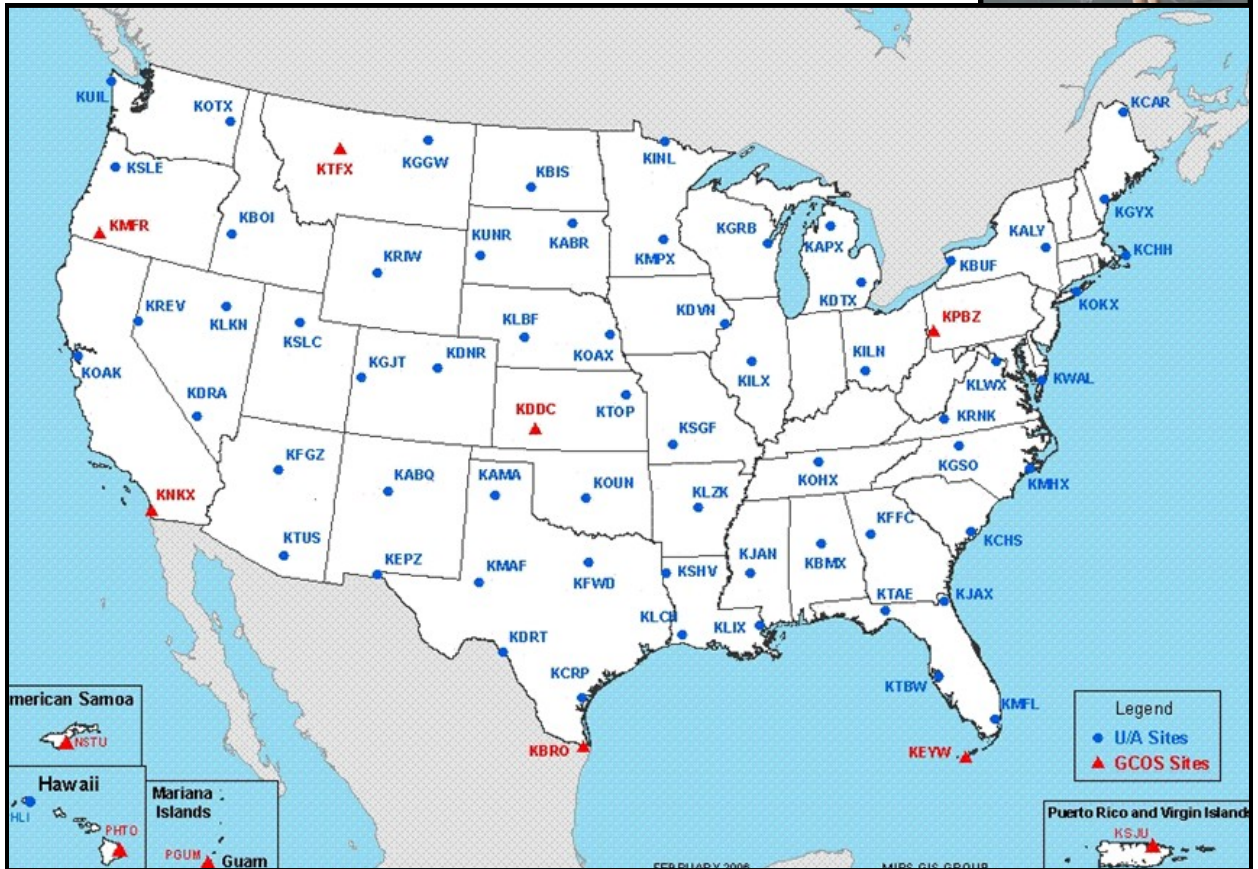 KUIL
KOTX
KCAR
KTFX
KGGW
KBIS
KINL
KSLE
KGYX
KMFR
KBOI
KUNR
KABR
KMPX
KGRB
KAPX
KALY
KBUF
KCHH
KRIW
KDTX
KOKX
KREV
KLKN
KSLC
KLBF
KOAX
KDVN
KPBZ
KOAK
KGJT
KDNR
KILX
KILN
KLWX
KWAL
KDRA
KDDC
KTOP
KSGF
KRNK
KFGZ
KABQ
KAMA
KOUN
KLZK
KOHX
KGSO
KMHX
KNKX
KTUS
KEPZ
KMAF
KFWD
KSHV
KJAN
KBMX
KFFC
KCHS
KDRT
KLCH
KLIX
KTAE
KJAX
KCRP
KTBW
KMFL
KBRO
KEYW
merican Samoa
NSTU
Hawaii
HLI
PHTO
Mariana
Islands
PGUM
Guam
Legend
U/A Sites
GCOS Sites
Puerto Rico and Virgin Islands
KSJU
FEBRUARY 2006